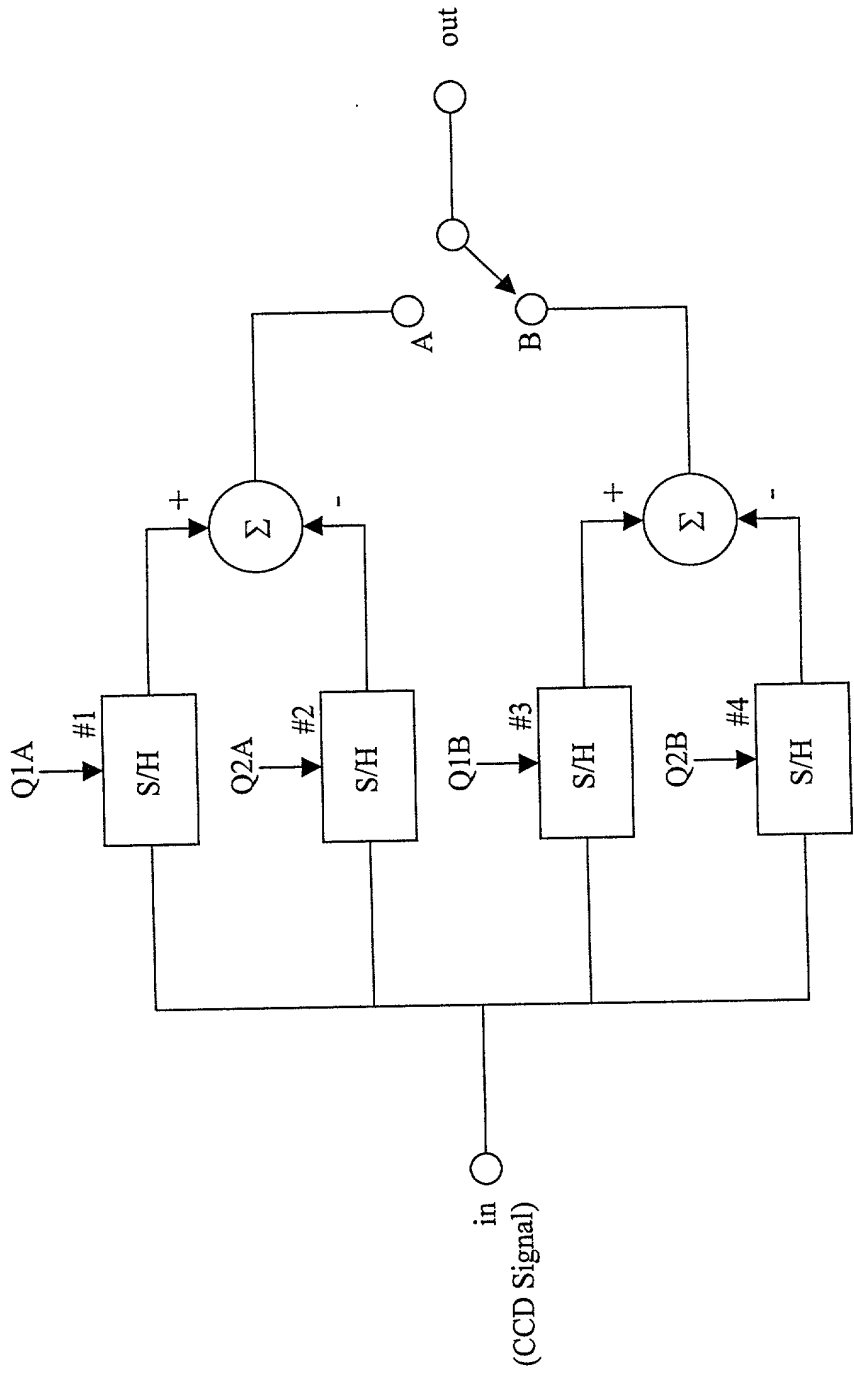 in
(CCD Signal)
Q1A
#1
S/H
Q2A
#2
S/H
Q1B
#3
S/H
Q2B
#4
S/H
+
Σ
-
+
Σ
-
A
B
out